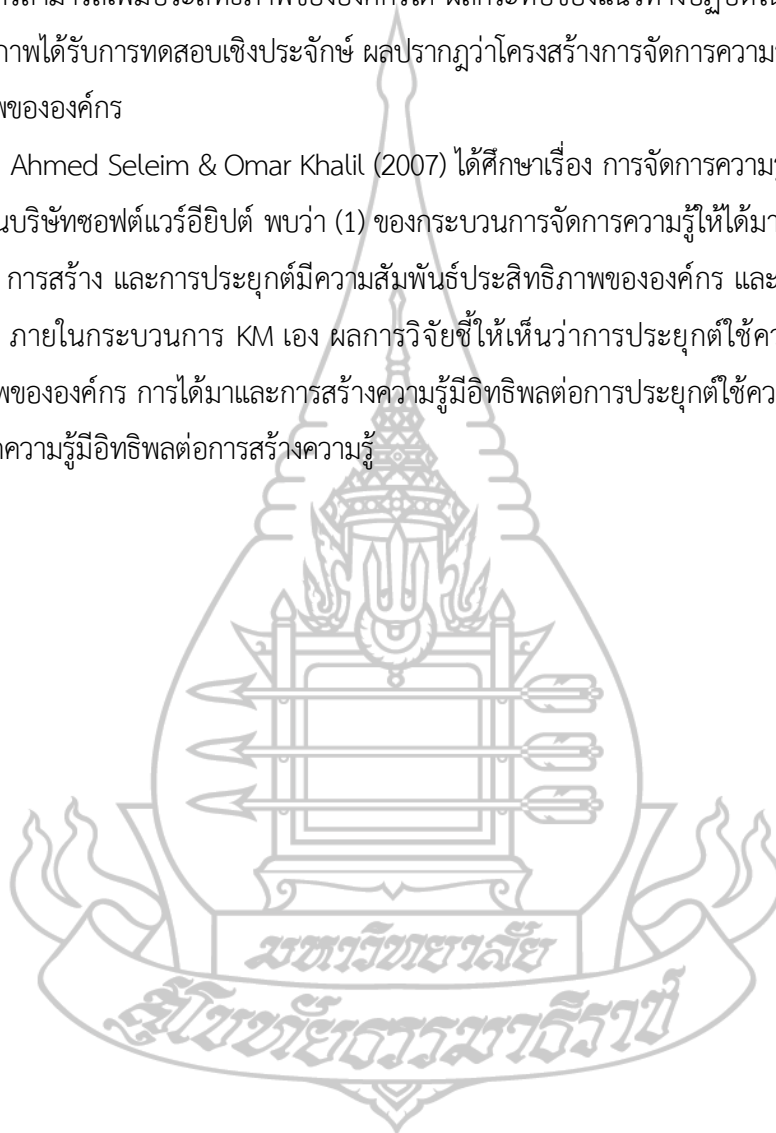 ภาพได้รับการทดสอบเชิงประจักษ์ ผลปรากฏว่าโครงสร้างการจัดการความ
พขององค์กร
Ahmed Seleim & Omar Khalil (2007) ได้ศึกษาเรื่อง การจัดการความรู้
นบริษัทซอฟต์แวร์อียิปต์ พบว่า (1) ของกระบวนการจัดการความรู้ให้ได้มา
การสร้าง และการประยุกต์มีความสัมพันธ์ประสิทธิภาพขององค์กร และ
ภายในกระบวนการ KM เอง ผลการวิจัยชี้ให้เห็นว่าการประยุกต์ใช้
พขององค์กร การได้มาและการสร้างความรู้มีอิทธิพลต่อการประยุกต์ใช้
ความรู้มีอิทธิพลต่อการสร้างความรู้
มหาวิทยาลัย
สุโขทัยธรรมาธิราช